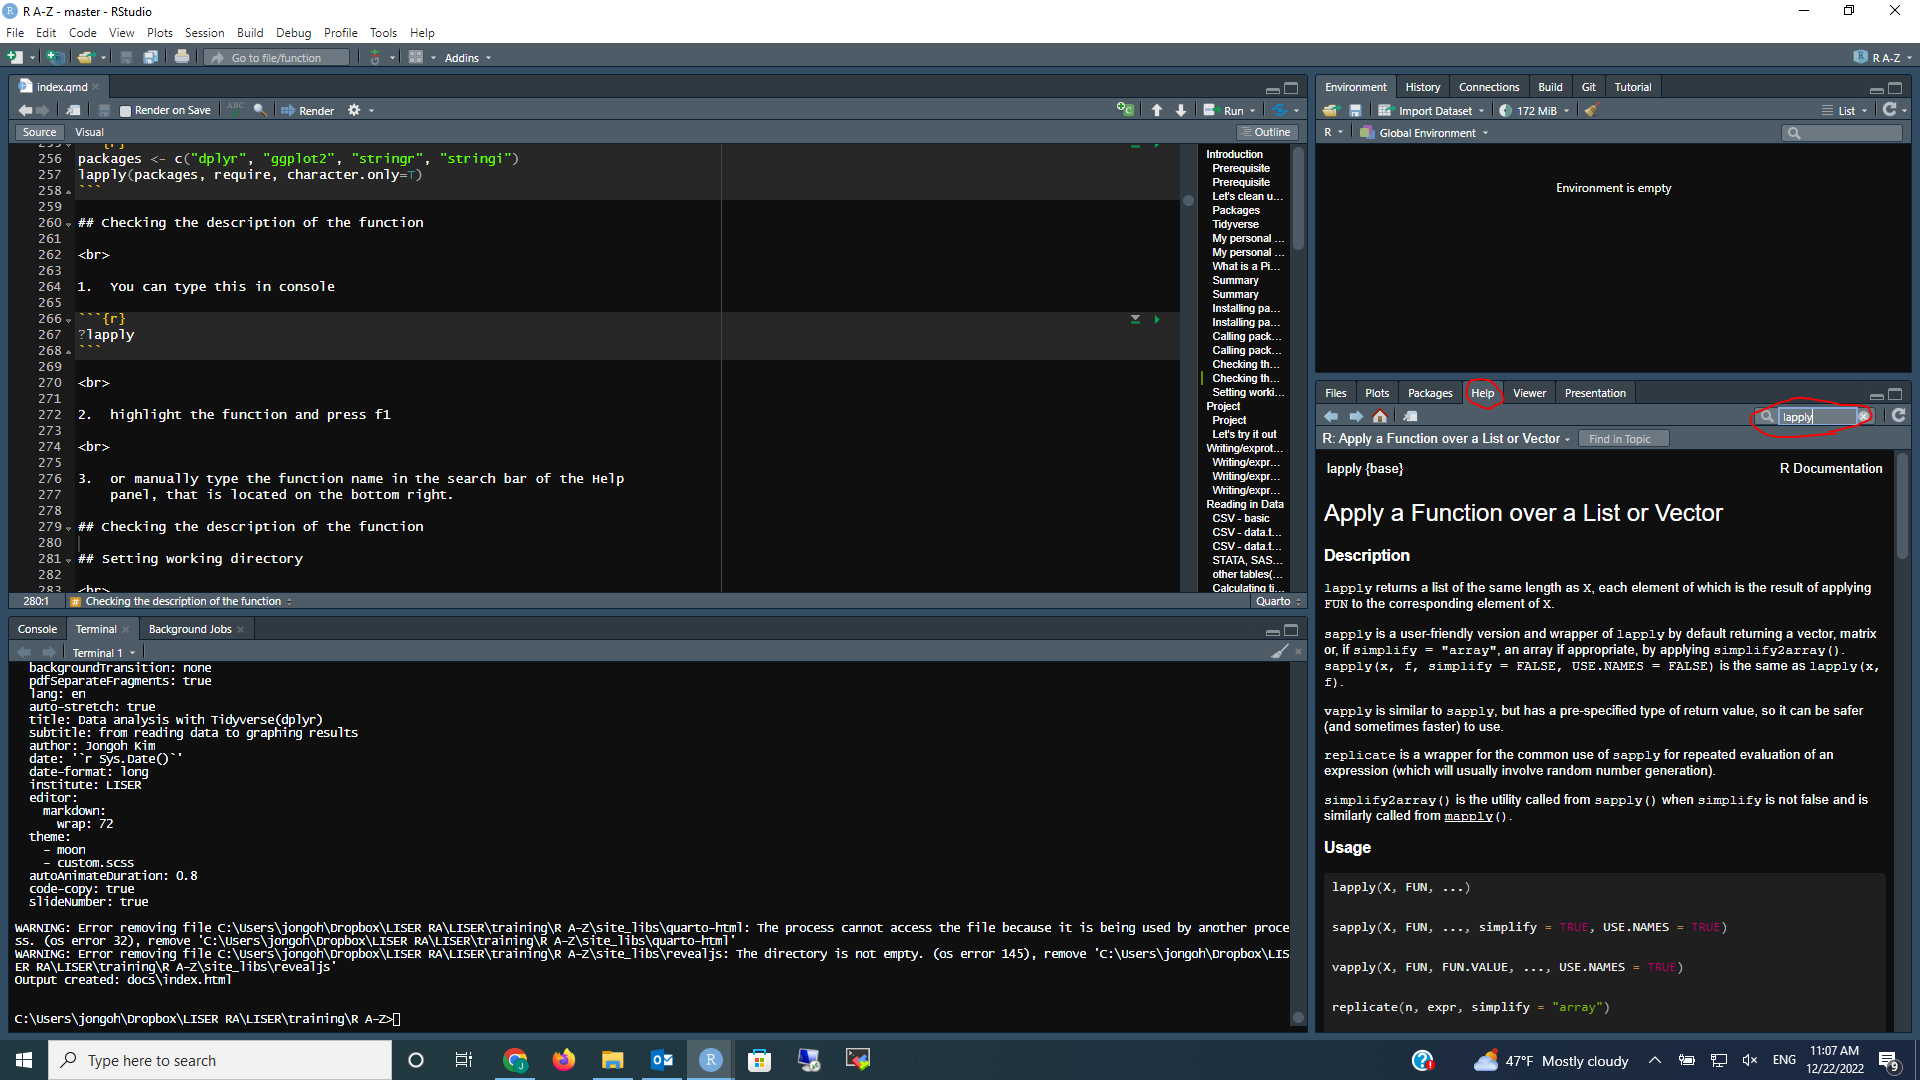 R A-Z - master - RStudio
File Edit Code View Plots Session Build Debug Profile Tools Help
Go to file/function
Addins
R A-Z
index.qmd
Render on Save
ABC
Render
Run
Source Visual
Outline
256 packages <- c("dplyr", "ggplot2", "stringr", "stringi")
257 lapply(packages, require, character.only=T)
258 ```
259
260 ## Checking the description of the function
261
262 <br>
263
264 1.  You can type this in console
265
266 ```{r}
267 ?lapply
268 ```
269
270 <br>
271
272 2.  highlight the function and press f1
273
274 <br>
275
276 3.  or manually type the function name in the search bar of the Help
277     panel, that is located on the bottom right.
278
279 ## Checking the description of the function
280
281 ## Setting working directory
282
283 <br>
280:1 # Checking the description of the function
Quarto
Introduction
Prerequisite
Prerequisite
Let's clean u...
Packages
Tidyverse
My personal ...
My personal ...
What is a Pi...
Summary
Summary
Installing pa...
Installing pa...
Calling pack...
Calling pack...
Checking th...
Checking th...
Setting worki...
Project
Project
Let's try it out
Writing/exprot...
Writing/expr...
Writing/expr...
Writing/expr...
Reading in Data
CSV - basic
CSV - data.t...
CSV - data.t...
STATA, SAS...
other tables(...
Calculating ti...
Console Terminal Background Jobs
Terminal 1
backgroundTransition: none
pdfSeparateFragments: true
lang: en
auto-stretch: true
title: Data analysis with Tidyverse(dplyr)
subtitle: from reading data to graphing results
author: Jongoh Kim
date: '`r Sys.Date()`'
date-format: long
institute: LISER
editor:
markdown:
wrap: 72
theme:
- moon
- custom.scss
autoAnimateDuration: 0.8
code-copy: true
slideNumber: true
WARNING: Error removing file C:\Users\jongoh\Dropbox\LISER RA\LISER\training\R A-Z\site_libs\quarto-html: The process cannot access the file because it is being used by another proce
ss. (os error 32), remove 'C:\Users\jongoh\Dropbox\LISER RA\LISER\training\R A-Z\site_libs\quarto-html'
WARNING: Error removing file C:\Users\jongoh\Dropbox\LISER RA\LISER\training\R A-Z\site_libs\revealjs: The directory is not empty. (os error 145), remove 'C:\Users\jongoh\Dropbox\LIS
ER RA\LISER\training\R A-Z\site_libs\revealjs'
Output created: docs\index.html
C:\Users\jongoh\Dropbox\LISER RA\LISER\training\R A-Z>
Environment History Connections Build Git Tutorial
Import Dataset 172 MiB List
R Global Environment
Environment is empty
Files Plots Packages Help Viewer Presentation
lapply
R: Apply a Function over a List or Vector Find in Topic
lapply {base} R Documentation
Apply a Function over a List or Vector
Description
lapply returns a list of the same length as X, each element of which is the result of applying
FUN to the corresponding element of X.
sapply is a user-friendly version and wrapper of lapply by default returning a vector, matrix
or, if simplify = "array", an array if appropriate, by applying simplify2array().
sapply(x, f, simplify = FALSE, USE.NAMES = FALSE) is the same as lapply(x,
f).
vapply is similar to sapply, but has a pre-specified type of return value, so it can be safer
(and sometimes faster) to use.
replicate is a wrapper for the common use of sapply for repeated evaluation of an
expression (which will usually involve random number generation).
simplify2array() is the utility called from sapply() when simplify is not false and is
similarly called from mapply().
Usage
lapply(X, FUN, ...)
sapply(X, FUN, ..., simplify = TRUE, USE.NAMES = TRUE)
vapply(X, FUN, FUN.VALUE, ..., USE.NAMES = TRUE)
replicate(n, expr, simplify = "array")
Type here to search
47°F Mostly cloudy
ENG
11:07 AM
12/22/2022
9